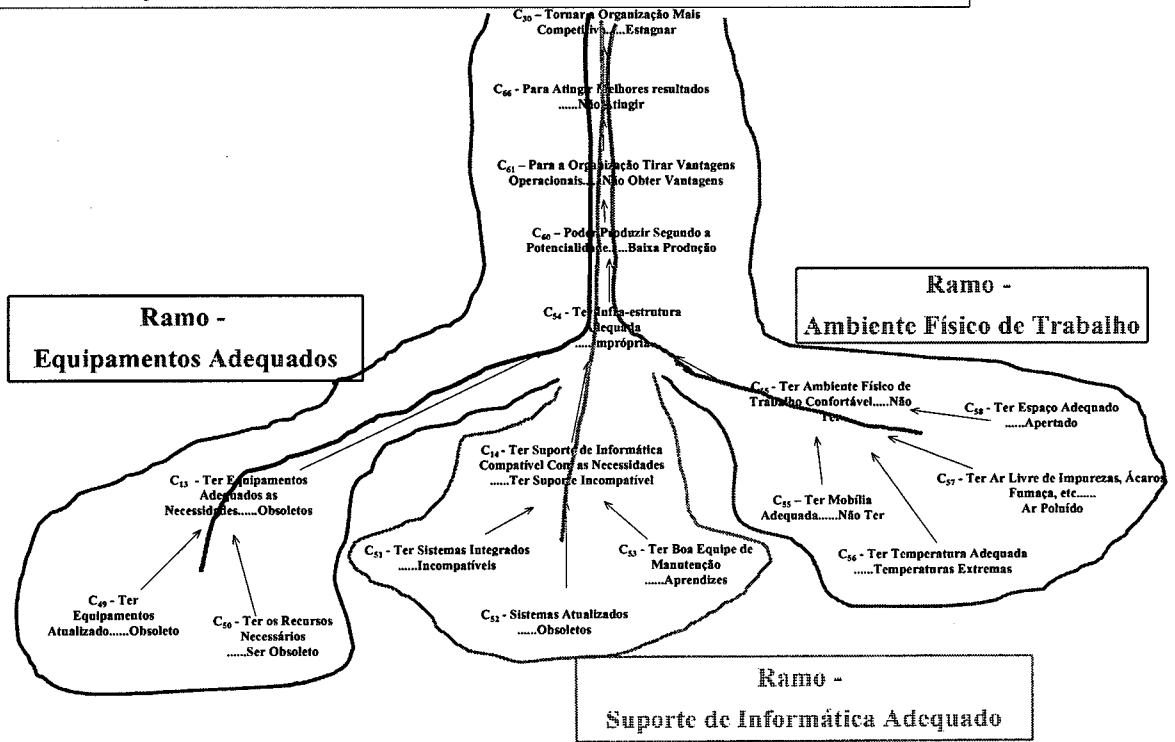 C30 – Tornar a Organização Mais
Competitiva......Estagnar
C66 - Para Atingir Melhores resultados
......Não Atingir
C61 – Para a Organização Tirar Vantagens
Operacionais......Não Obter Vantagens
C60 – Poder Produzir Segundo a
Potencialidade......Baixa Produção
Ramo -
Equipamentos Adequados
Ramo -
Ambiente Físico de Trabalho
C54 - Ter Infra-estrutura
Adequada
......Imprópria
Ter Ambiente Físico de
Trabalho Confortável.....Não
Ter
C58 - Ter Espaço Adequado
......Apertado
C13 - Ter Equipamentos
Adequados as
Necessidades......Obsoletos
C14 - Ter Suporte de Informática
Compatível Com as Necessidades
......Ter Suporte Incompatível
C55 – Ter Mobília
Adequada......Não Ter
C57 - Ter Ar Livre de Impurezas, Ácaros
Fumaça, etc......
Ar Poluído
C51 - Ter Sistemas Integrados
......Incompatíveis
C53 – Ter Boa Equipe de
Manutenção
......Aprendizes
C56 – Ter Temperatura Adequada
......Temperaturas Extremas
C49 - Ter
Equipamentos
Atualizado......Obsoleto
C50 - Ter os Recursos
Necessários
......Ser Obsoleto
C52 - Sistemas Atualizados
......Obsoletos
Ramo -
Suporte de Informática Adequado